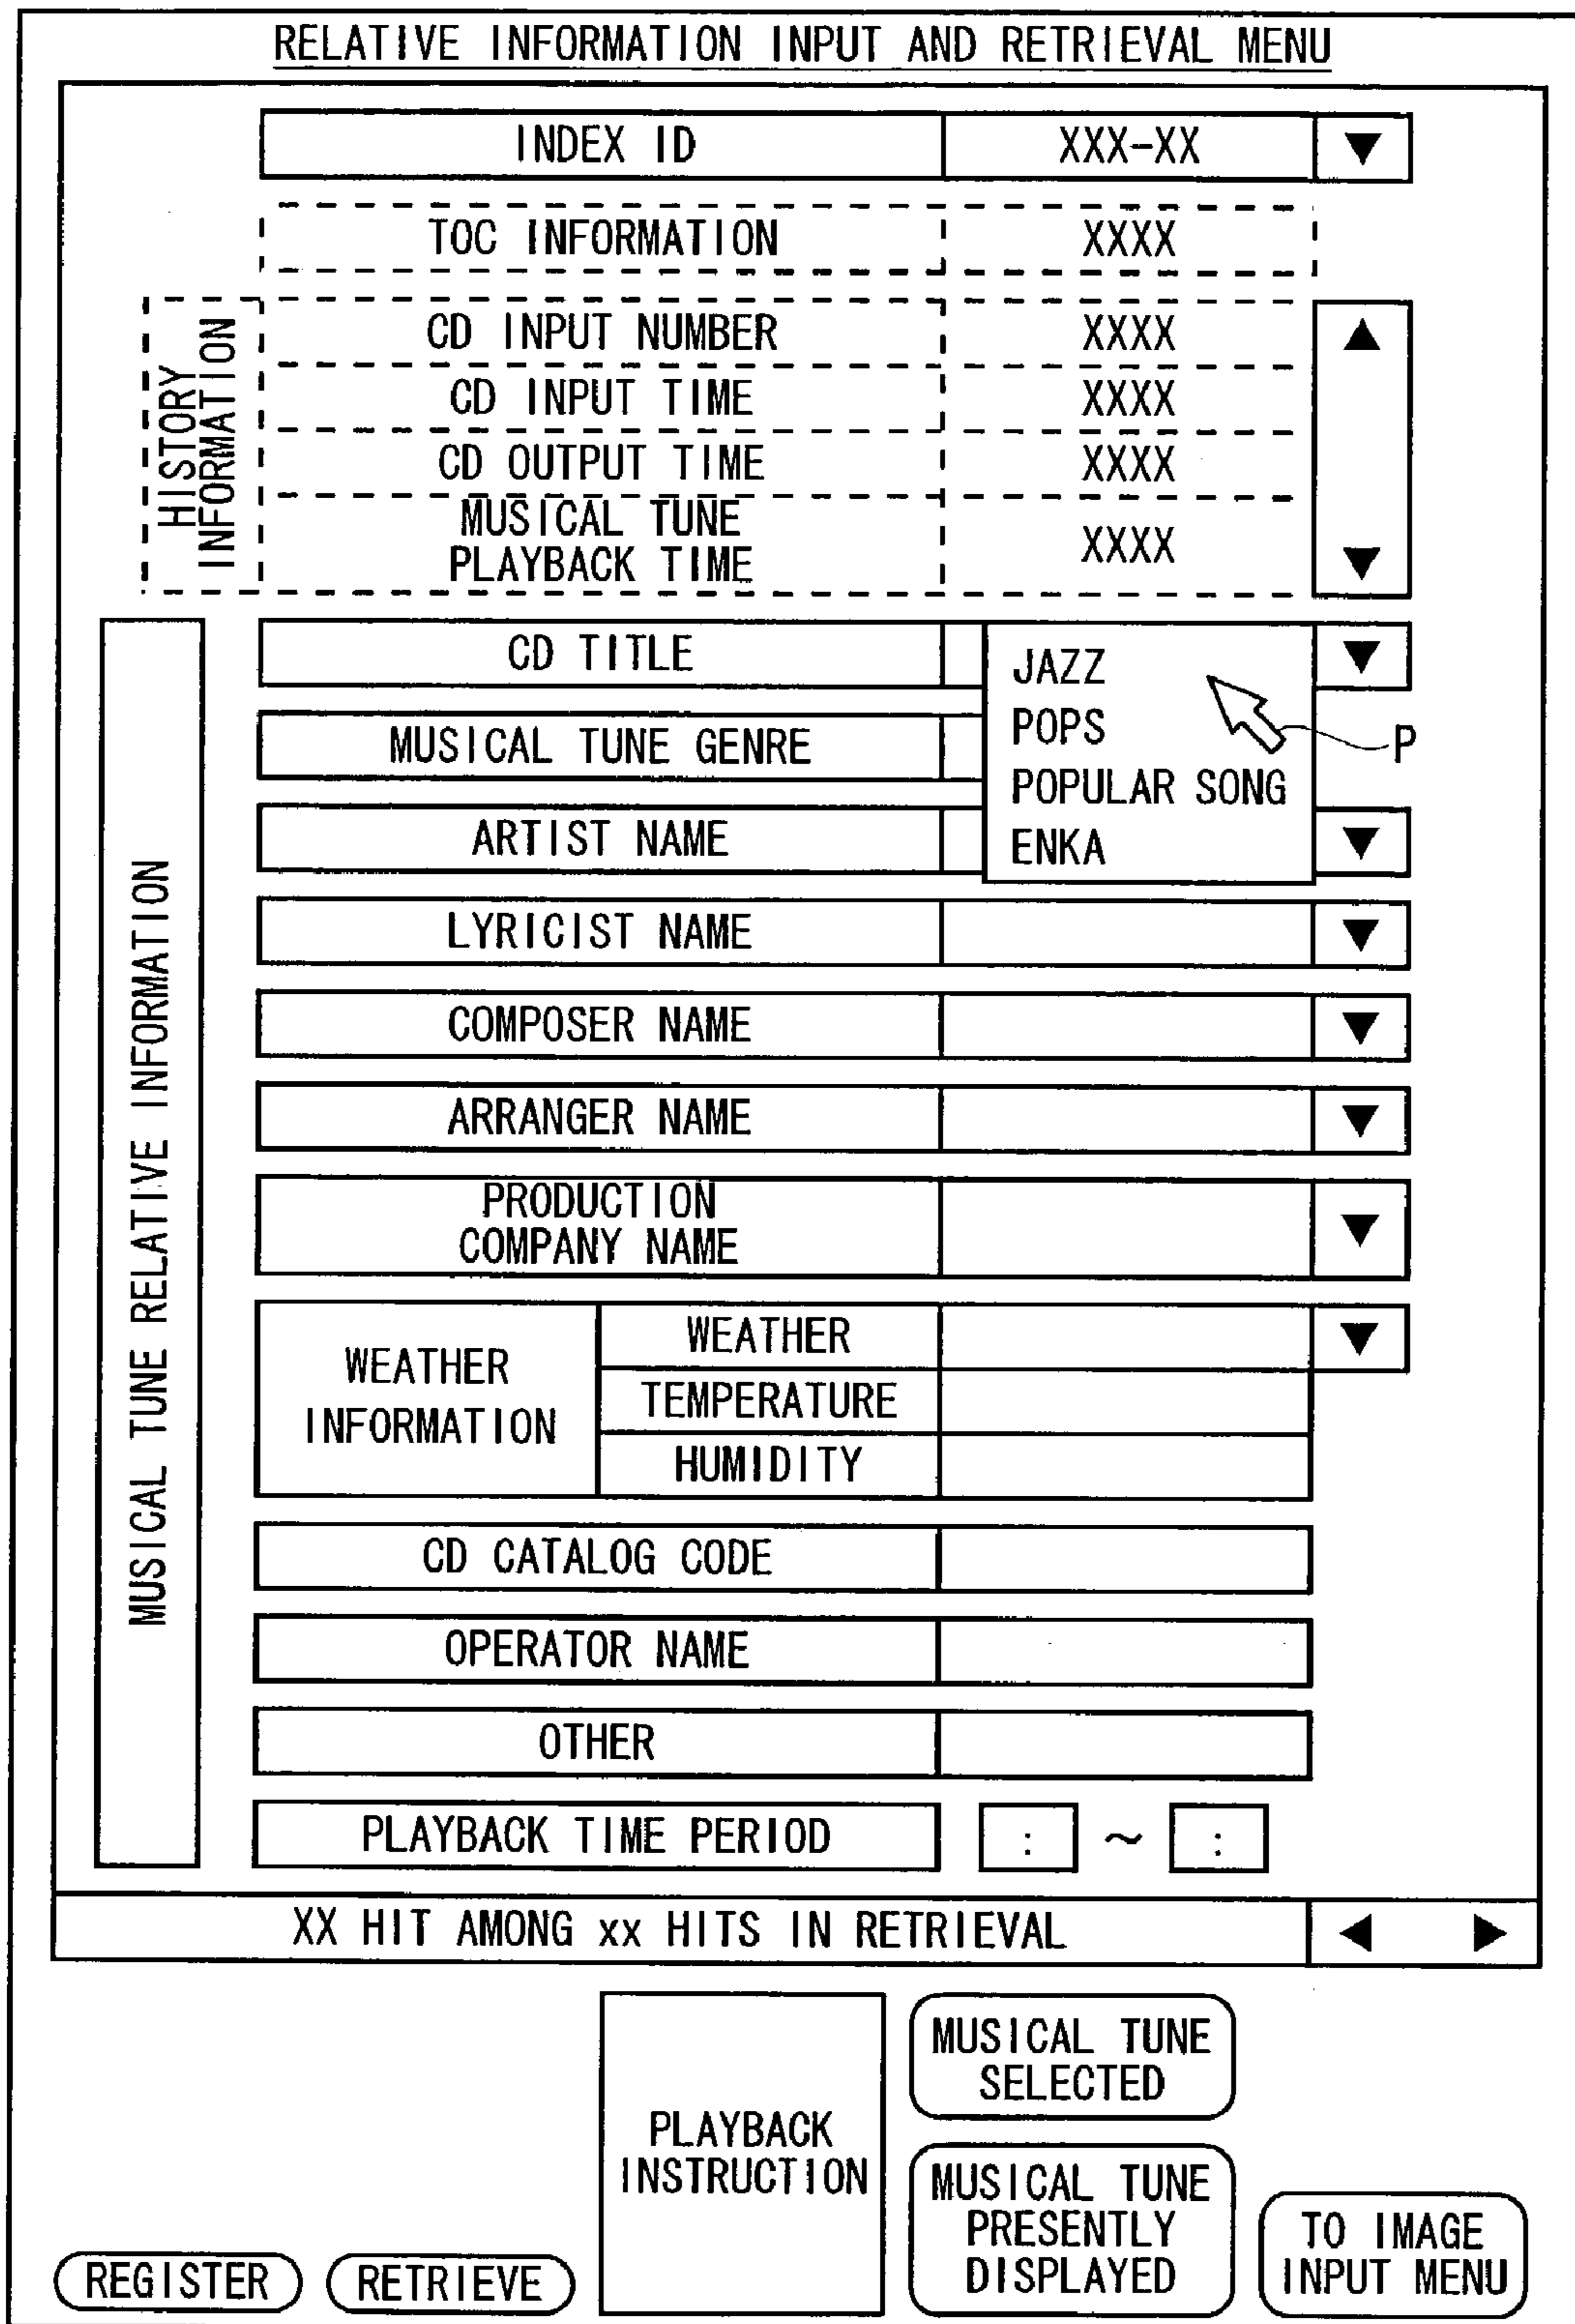 RELATIVE INFORMATION INPUT AND RETRIEVAL MENU
INDEX ID XXX-XX ▼
TOC INFORMATION XXXX
HISTORY
INFORMATION
CD INPUT NUMBER XXXX ▲
CD INPUT TIME XXXX
CD OUTPUT TIME XXXX
MUSICAL TUNE
PLAYBACK TIME XXXX ▼
MUSICAL TUNE RELATIVE INFORMATION
CD TITLE ▼
MUSICAL TUNE GENRE
JAZZ
POPS
POPULAR SONG
ENKA
P
ARTIST NAME ▼
LYRICIST NAME ▼
COMPOSER NAME ▼
ARRANGER NAME ▼
PRODUCTION
COMPANY NAME ▼
WEATHER
INFORMATION
WEATHER ▼
TEMPERATURE
HUMIDITY
CD CATALOG CODE
OPERATOR NAME
OTHER
PLAYBACK TIME PERIOD : ~ :
XX HIT AMONG xx HITS IN RETRIEVAL ◀ ▶
REGISTER
RETRIEVE
PLAYBACK
INSTRUCTION
MUSICAL TUNE
SELECTED
MUSICAL TUNE
PRESENTLY
DISPLAYED
TO IMAGE
INPUT MENU